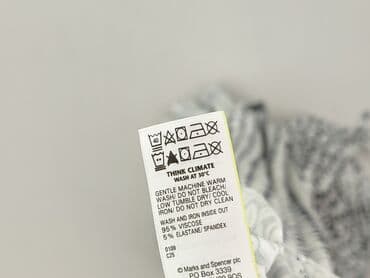 THINK CLIMATE
WASH AT 30°C
GENTLE MACHINE WARM
WASH/ DO NOT BLEACH/
LOW TUMBLE DRY/ COOL
IRON/ DO NOT DRY CLEAN
WASH AND IRON INSIDE OUT
95% VISCOSE
5% ELASTANE/ SPANDEX
0109
C25
© Marks and Spencer plc
PO Box 3339